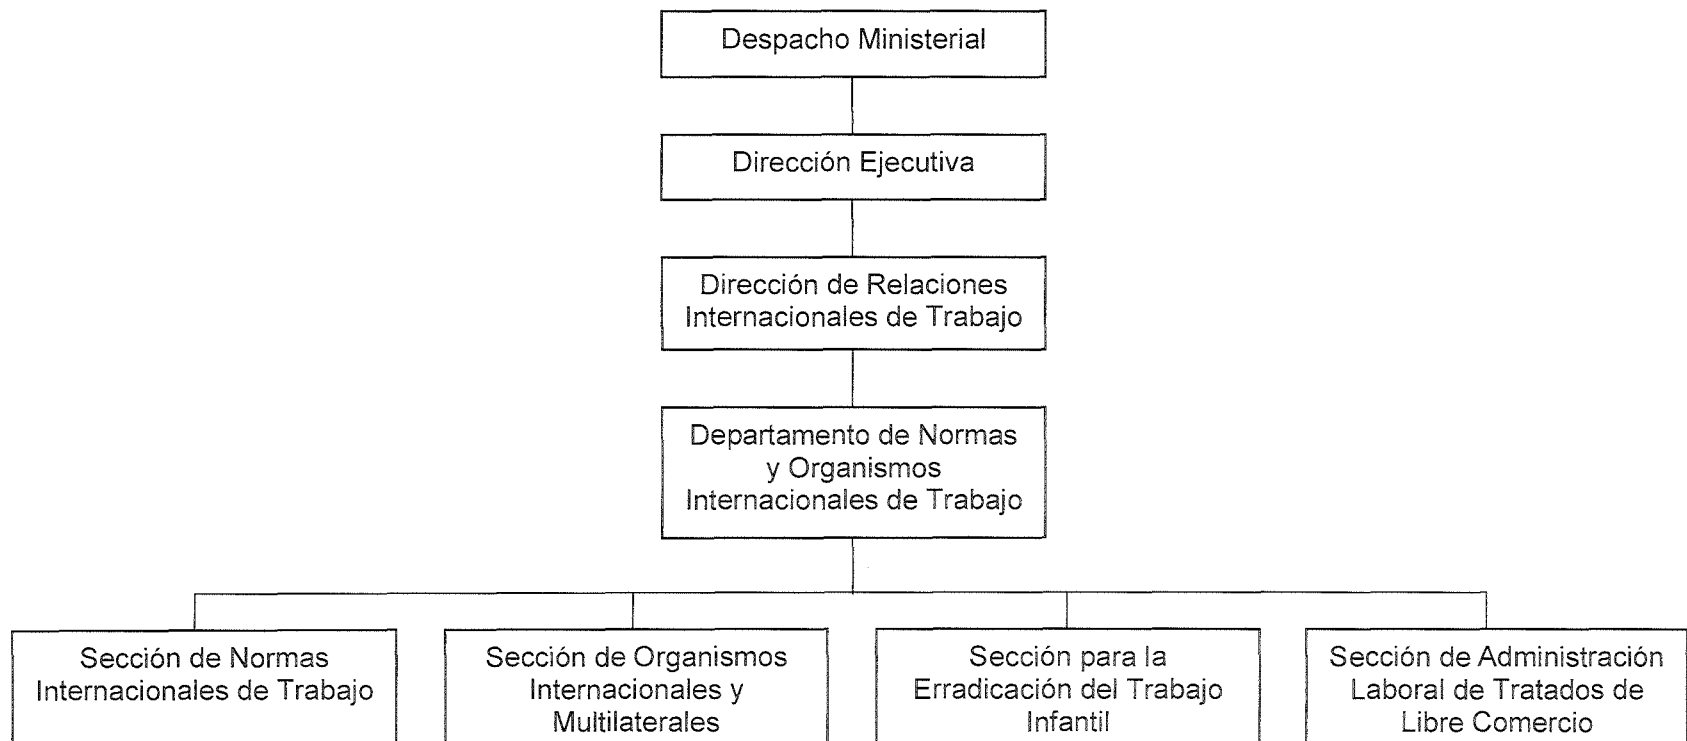 Despacho Ministerial
Dirección Ejecutiva
Dirección de Relaciones
Internacionales de Trabajo
Departamento de Normas
y Organismos
Internacionales de Trabajo
Sección de Normas
Internacionales de Trabajo
Sección de Organismos
Internacionales y
Multilaterales
Sección para la
Erradicación del Trabajo
Infantil
Sección de Administración
Laboral de Tratados de
Libre Comercio